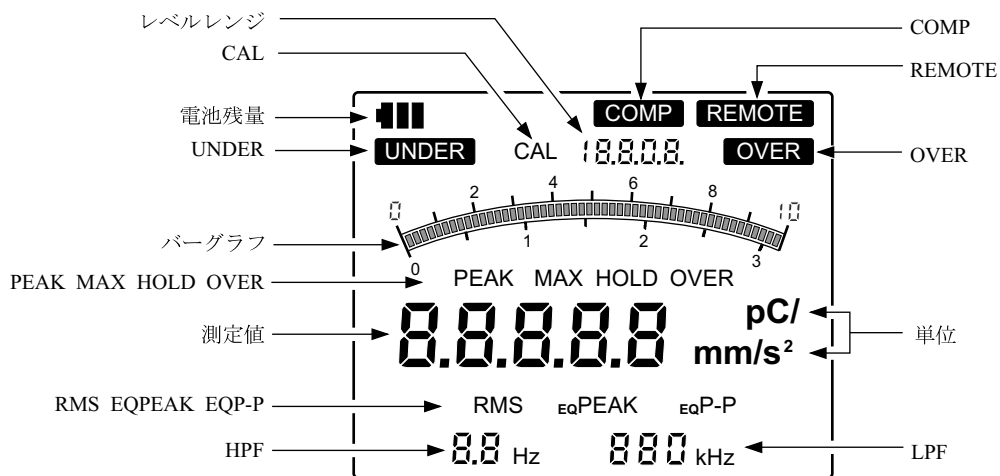 レベルレンジ
COMP
CAL
REMOTE
電池残量
COMP REMOTE
UNDER
UNDER CAL 18.8.0.8. OVER
OVER
0 2 4 6 8 10
バーグラフ
0 1 2 3
PEAK MAX HOLD OVER
PEAK MAX HOLD OVER
測定値
8.8.8.8.8
pC/
mm/s²
単位
RMS EQPEAK EQP-P
RMS EQPEAK EQP-P
HPF
8.8 Hz 880 kHz
LPF